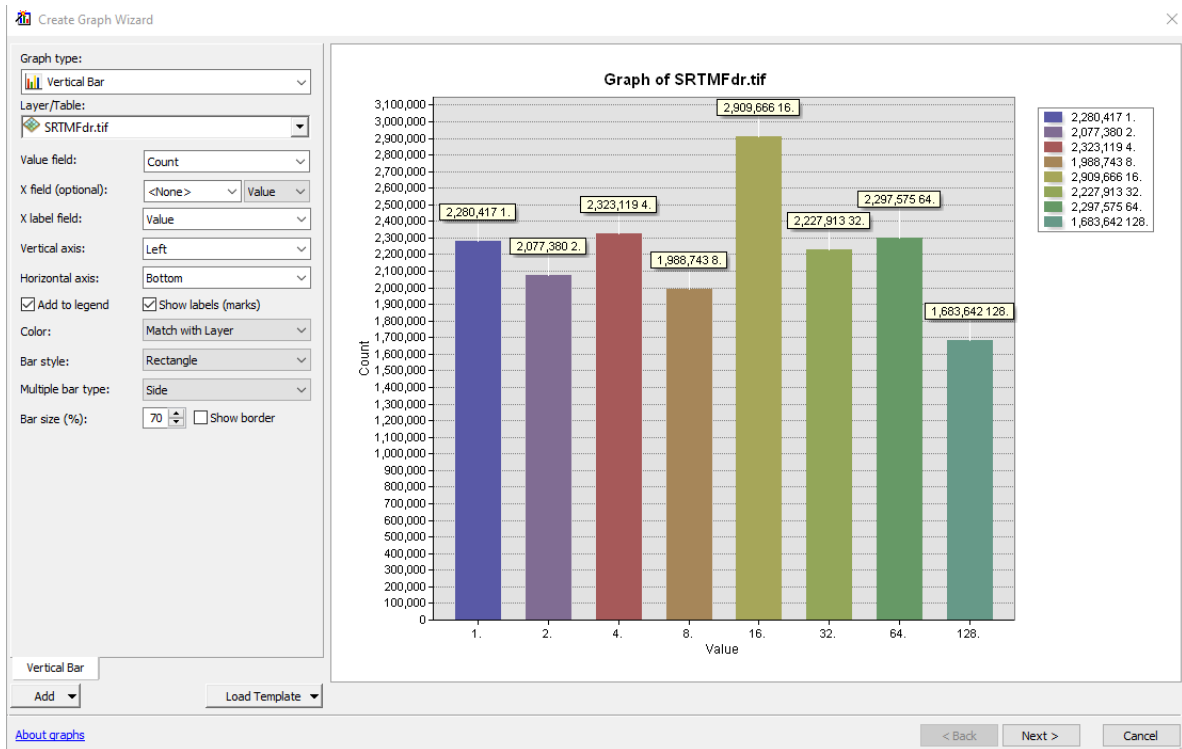 Create Graph Wizard
Graph type:
Vertical Bar
Layer/Table:
SRTMFdr.tif
Value field:
Count
X field (optional):
<None>
Value
X label field:
Value
Vertical axis:
Left
Horizontal axis:
Bottom
Add to legend
Show labels (marks)
Color:
Match with Layer
Bar style:
Rectangle
Multiple bar type:
Side
Bar size (%):
70
Show border
Vertical Bar
Add
Load Template
Graph of SRTMFdr.tif
3,100,000
3,000,000
2,900,000
2,800,000
2,700,000
2,600,000
2,500,000
2,400,000
2,300,000
2,200,000
2,100,000
2,000,000
1,900,000
1,800,000
1,700,000
1,600,000
1,500,000
1,400,000
1,300,000
1,200,000
1,100,000
1,000,000
900,000
800,000
700,000
600,000
500,000
400,000
300,000
200,000
100,000
0
Count
2,280,417 1.
2,077,380 2.
2,323,119 4.
1,988,743 8.
2,909,666 16.
2,227,913 32.
2,297,575 64.
1,683,642 128.
1.
2.
4.
8.
16.
32.
64.
128.
Value
2,280,417 1.
2,077,380 2.
2,323,119 4.
1,988,743 8.
2,909,666 16.
2,227,913 32.
2,297,575 64.
1,683,642 128.
About graphs
< Back
Next >
Cancel